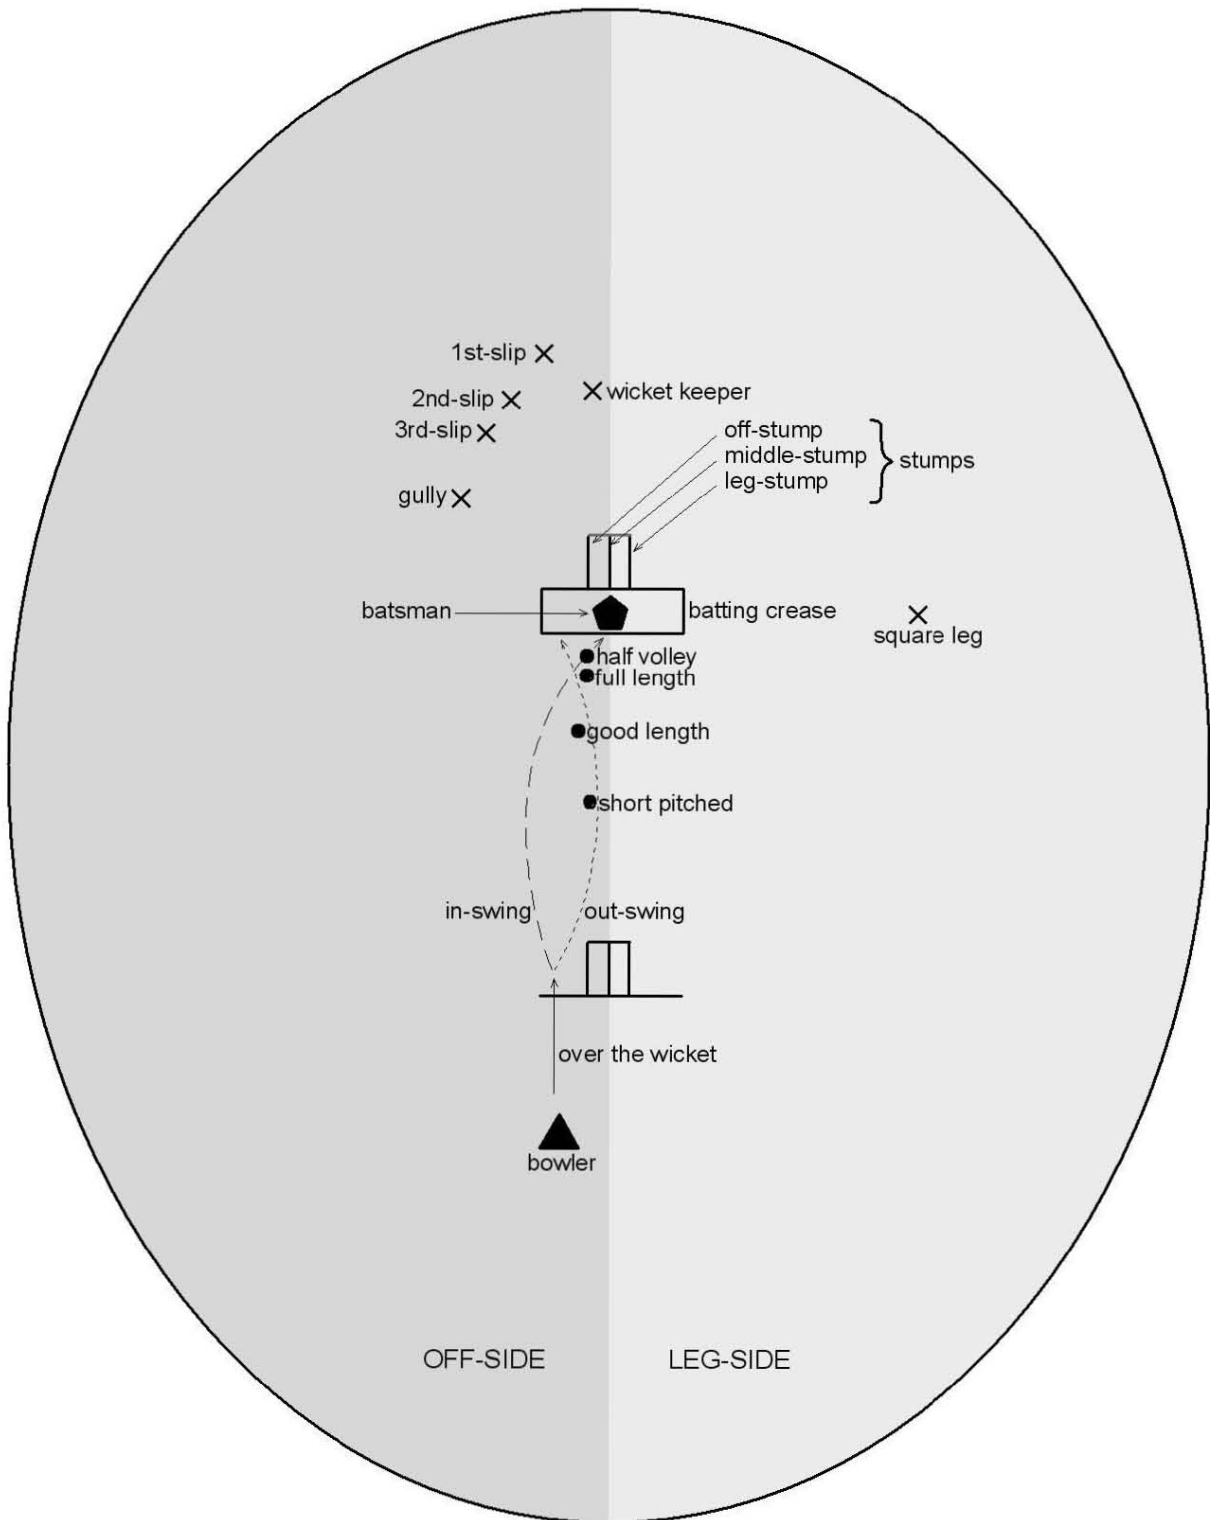 1st-slip
wicket keeper
2nd-slip
3rd-slip
off-stump
middle-stump
leg-stump
stumps
gully
batsman
batting crease
square leg
half volley
full length
good length
short pitched
in-swing
out-swing
over the wicket
bowler
OFF-SIDE
LEG-SIDE